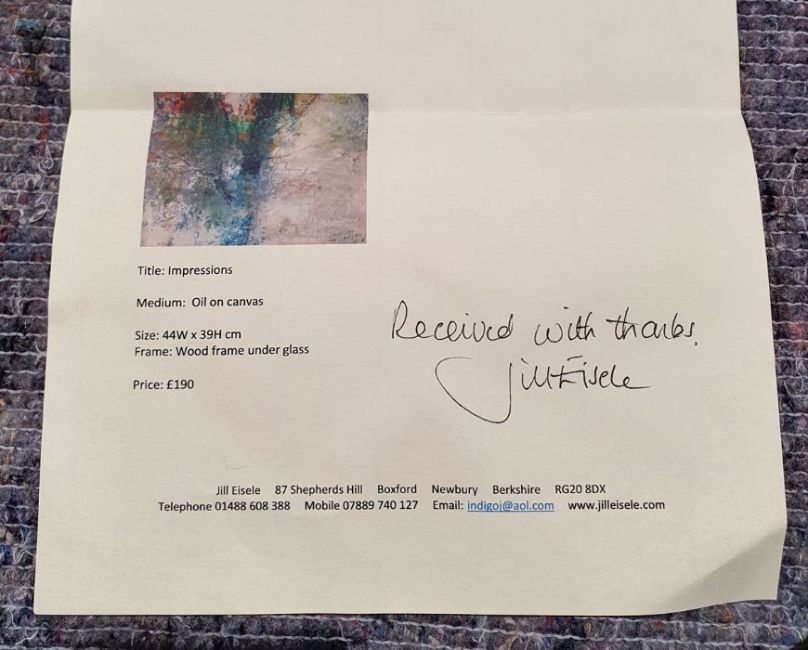 Title: Impressions
Medium: Oil on canvas
Size: 44W x 39H cm
Frame: Wood frame under glass
Price: £190
Received with thanks.
Jill Eisele
Jill Eisele 87 Shepherds Hill Boxford Newbury Berkshire RG20 8DX
Telephone 01488 608 388 Mobile 07889 740 127 Email: indigoj@aol.com www.jilleisele.com